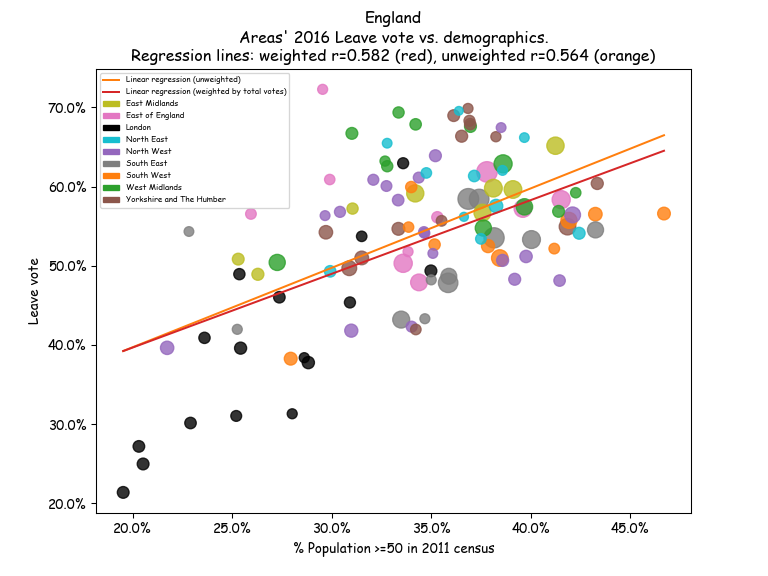 England
Areas' 2016 Leave vote vs. demographics.
Regression lines: weighted r=0.582 (red), unweighted r=0.564 (orange)
Linear regression (unweighted)
Linear regression (weighted by total votes)
East Midlands
East of England
London
North East
North West
South East
South West
West Midlands
Yorkshire and The Humber
70.0%
60.0%
50.0%
40.0%
30.0%
20.0%
Leave vote
20.0% 25.0% 30.0% 35.0% 40.0% 45.0%
% Population >=50 in 2011 census